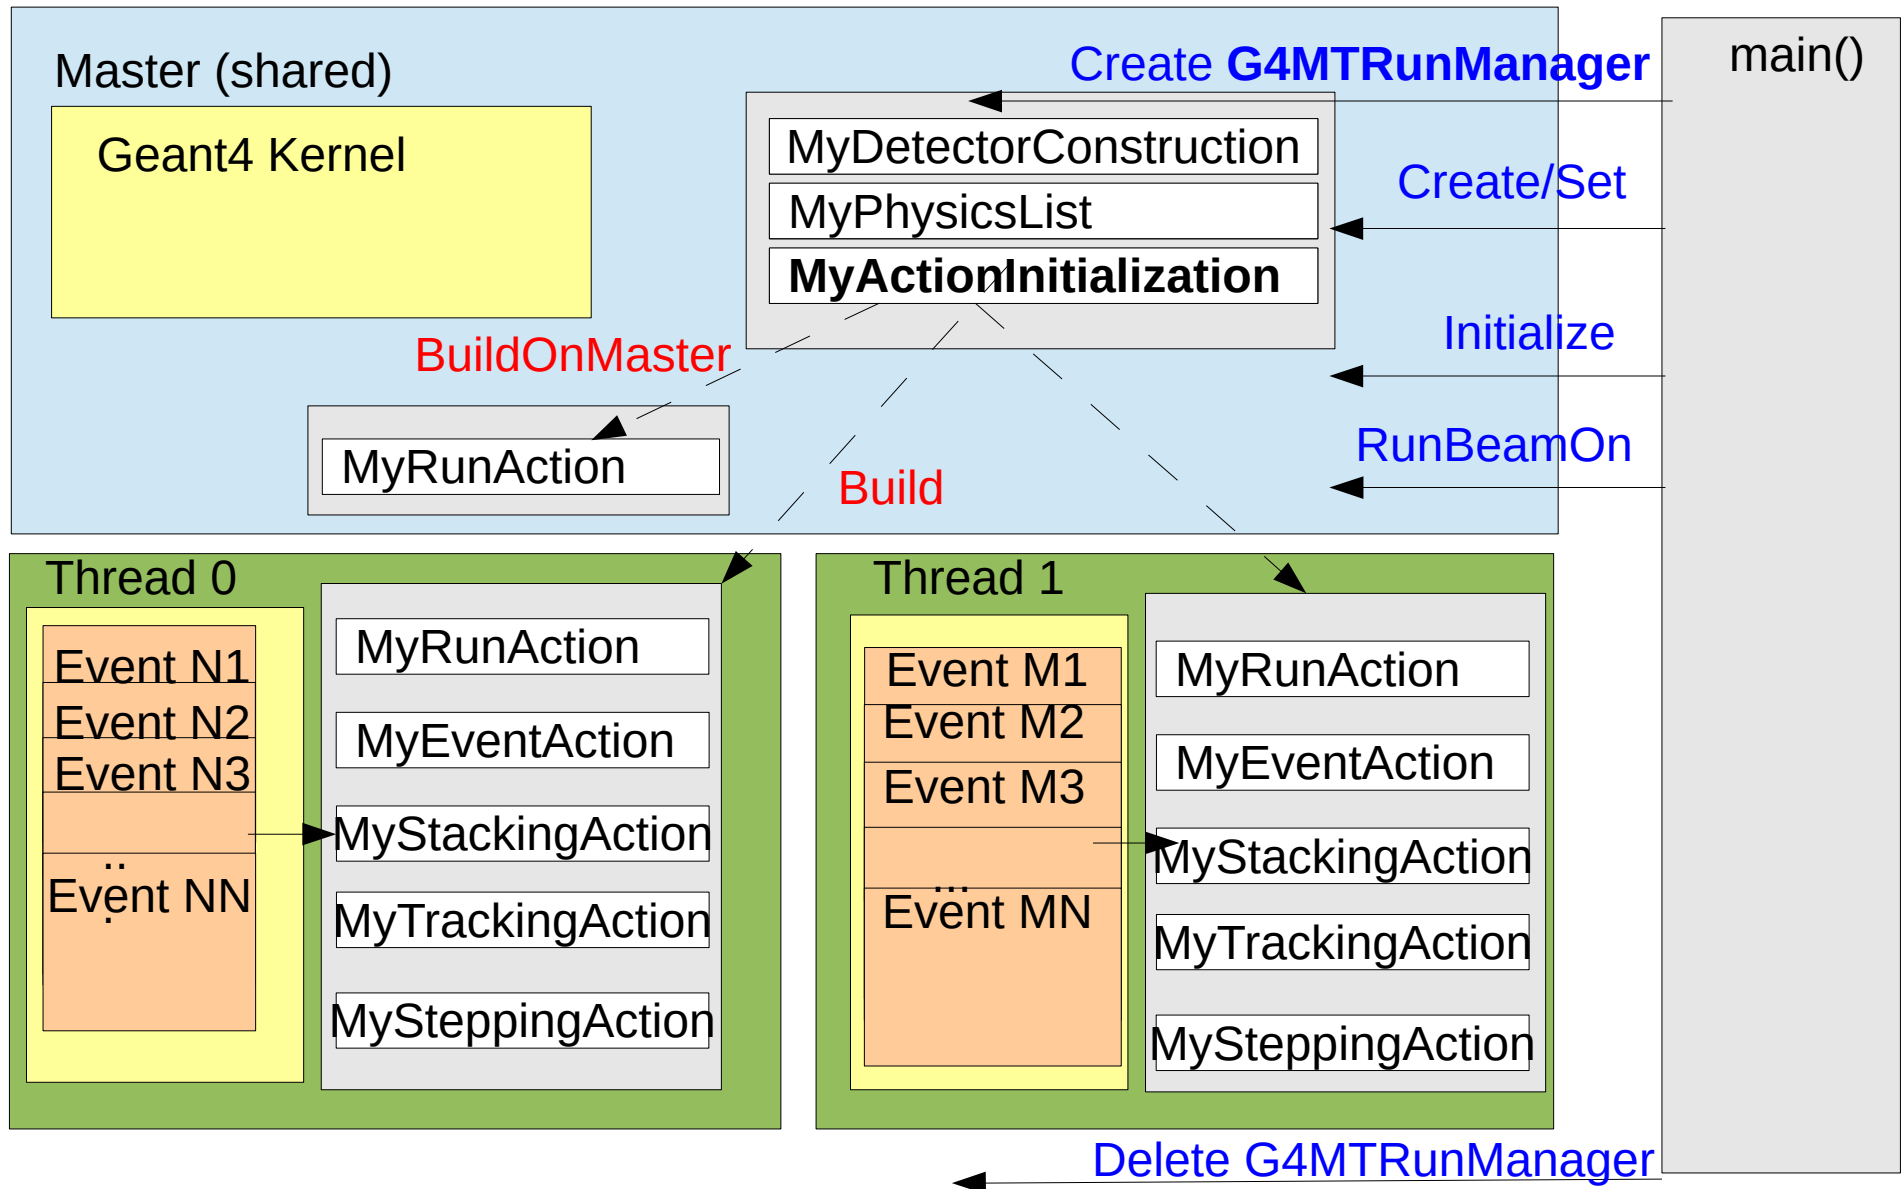 Master (shared)
Create G4MTRunManager
main()
Geant4 Kernel
MyDetectorConstruction
Create/Set
MyPhysicsList
MyActionInitialization
Initialize
BuildOnMaster
RunBeamOn
MyRunAction
Build
Thread 0
Event N1
Event N2
Event N3
..
.
Event NN
MyRunAction
MyEventAction
MyStackingAction
MyTrackingAction
MySteppingAction
Thread 1
Event M1
Event M2
Event M3
...
Event MN
MyRunAction
MyEventAction
MyStackingAction
MyTrackingAction
MySteppingAction
Delete G4MTRunManager